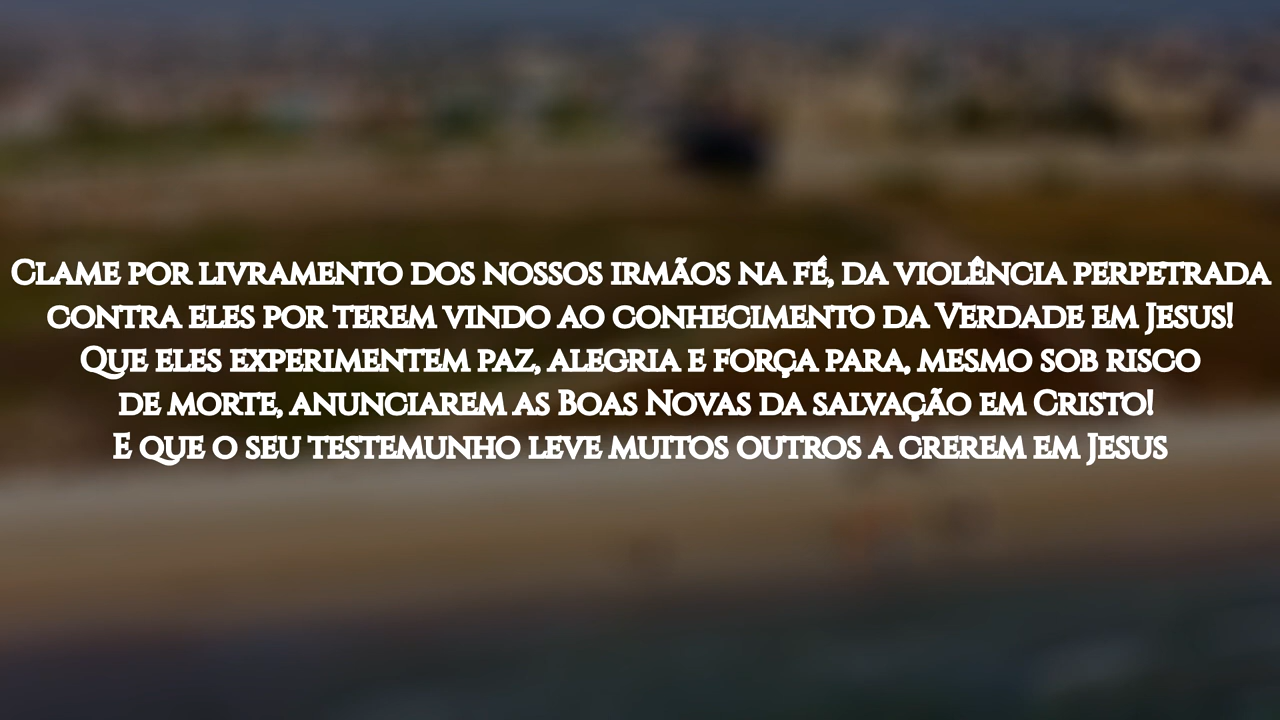 Clame por livramento dos nossos irmãos na fé, da violência perpetrada
contra eles por terem vindo ao conhecimento da Verdade em Jesus!
Que eles experimentem paz, alegria e força para, mesmo sob risco
de morte, anunciarem as Boas Novas da salvação em Cristo!
E que o seu testemunho leve muitos outros a crerem em Jesus